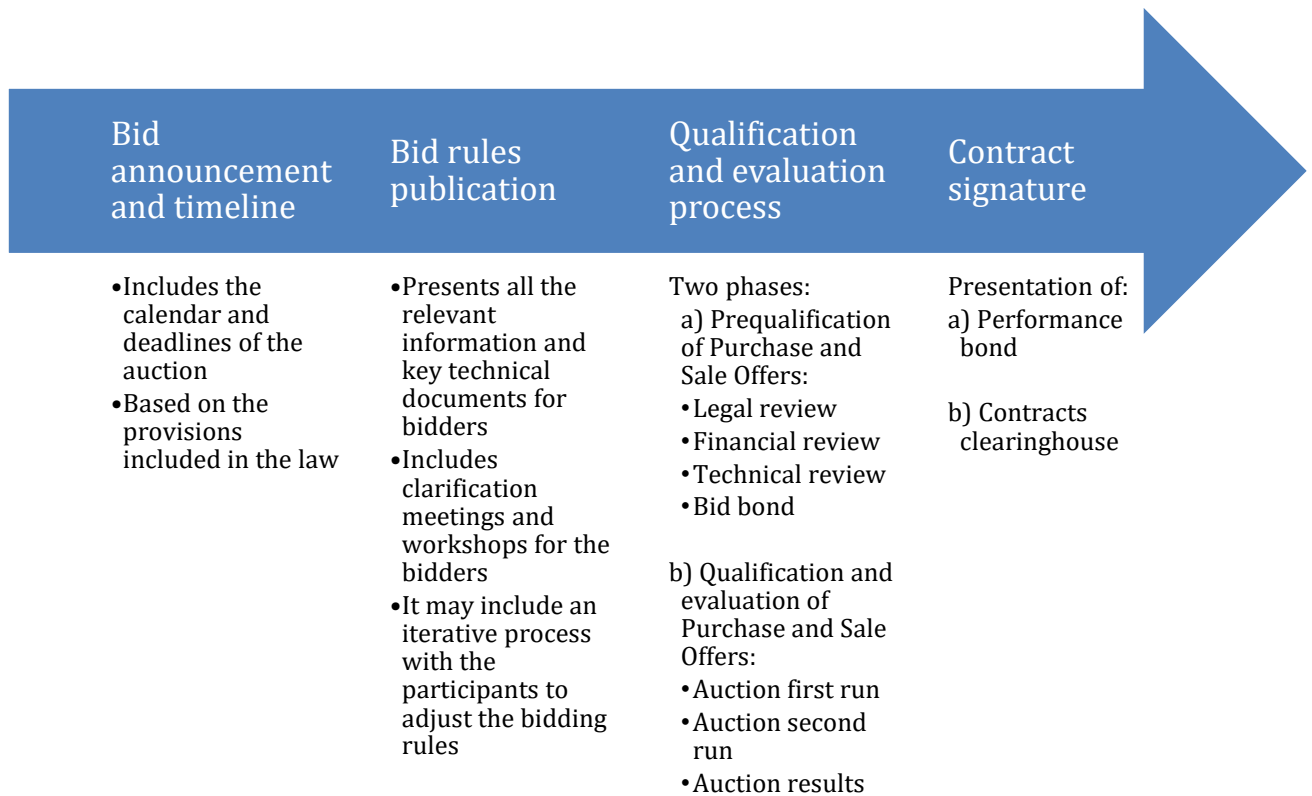 Bid
announcement
and timeline
•Includes the
calendar and
deadlines of the
auction
•Based on the
provisions
included in the law
Bid rules
publication
•Presents all the
relevant
information and
key technical
documents for
bidders
•Includes
clarification
meetings and
workshops for the
bidders
•It may include an
iterative process
with the
participants to
adjust the bidding
rules
Qualification
and evaluation
process
Two phases:
a) Prequalification
of Purchase and
Sale Offers:
•Legal review
•Financial review
•Technical review
•Bid bond
b) Qualification and
evaluation of
Purchase and Sale
Offers:
•Auction first run
•Auction second
run
•Auction results
Contract
signature
Presentation of:
a) Performance
bond
b) Contracts
clearinghouse